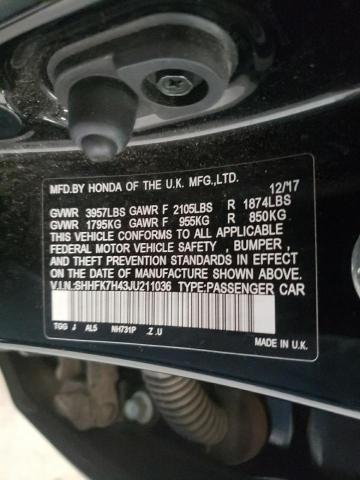 MFD.BY HONDA OF THE U.K. MFG.,LTD.
12/17
GVWR 3957LBS GAWR F 2105LBS R 1874LBS
GVWR 1795KG GAWR F 955KG R 850KG
THIS VEHICLE CONFORMS TO ALL APPLICABLE
FEDERAL MOTOR VEHICLE SAFETY , BUMPER ,
AND THEFT PREVENTION STANDARDS IN EFFECT
ON THE DATE OF MANUFACTURE SHOWN ABOVE.
V.I.N.:SHHFK7H43JU211036 TYPE:PASSENGER CAR
TGG J AL5 NH731P .Z .U
MADE IN U.K.